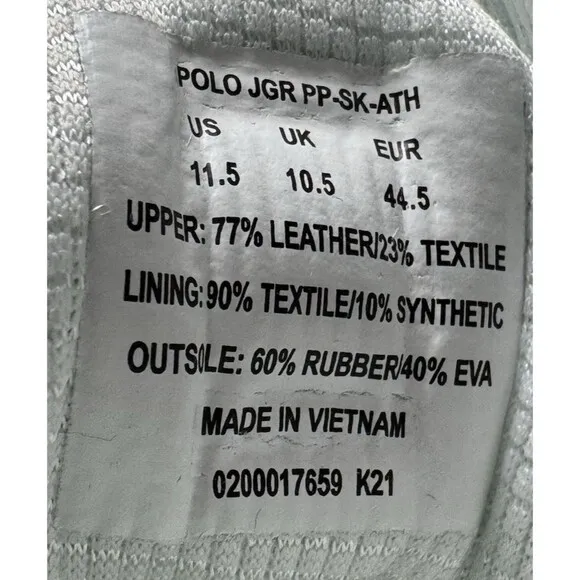 POLO JGR PP-SK-ATH
US UK EUR
11.5 10.5 44.5
UPPER: 77% LEATHER/23% TEXTILE
LINING: 90% TEXTILE/10% SYNTHETIC
OUTSOLE: 60% RUBBER/40% EVA
MADE IN VIETNAM
0200017659 K21